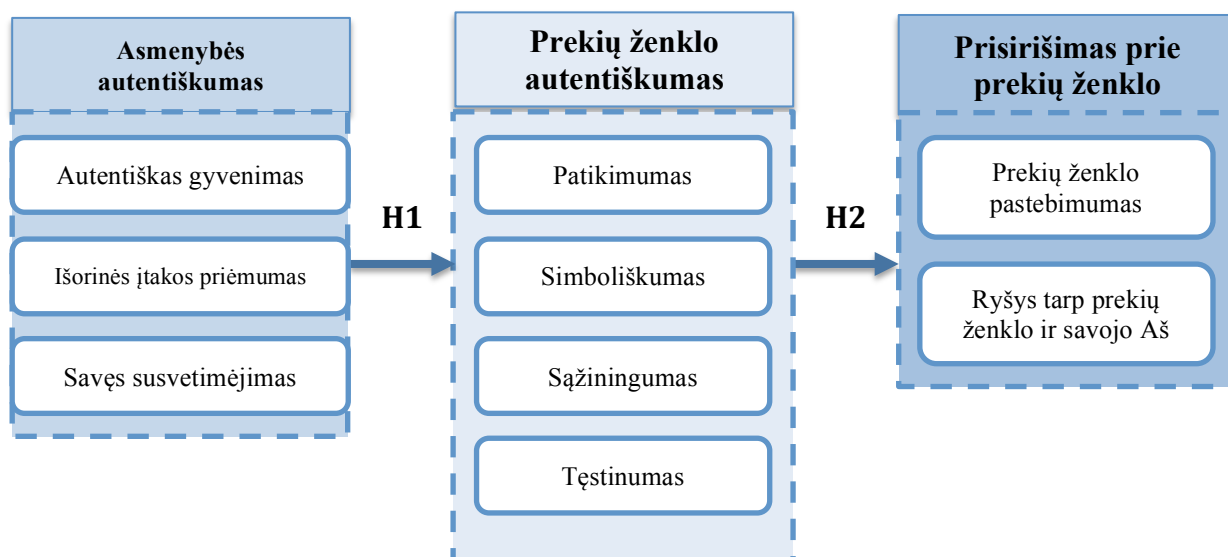 Asmenybės
autentiškumas
Autentiškas gyvenimas
Išorinės įtakos priėmumas
Savęs susvetimėjimas
H1
Prekių ženklo
autentiškumas
Patikimumas
Simboliškumas
Sąžiningumas
Tęstinumas
H2
Prisirišimas prie
prekių ženklo
Prekių ženklo
pastebimumas
Ryšys tarp prekių
ženklo ir savojo Aš